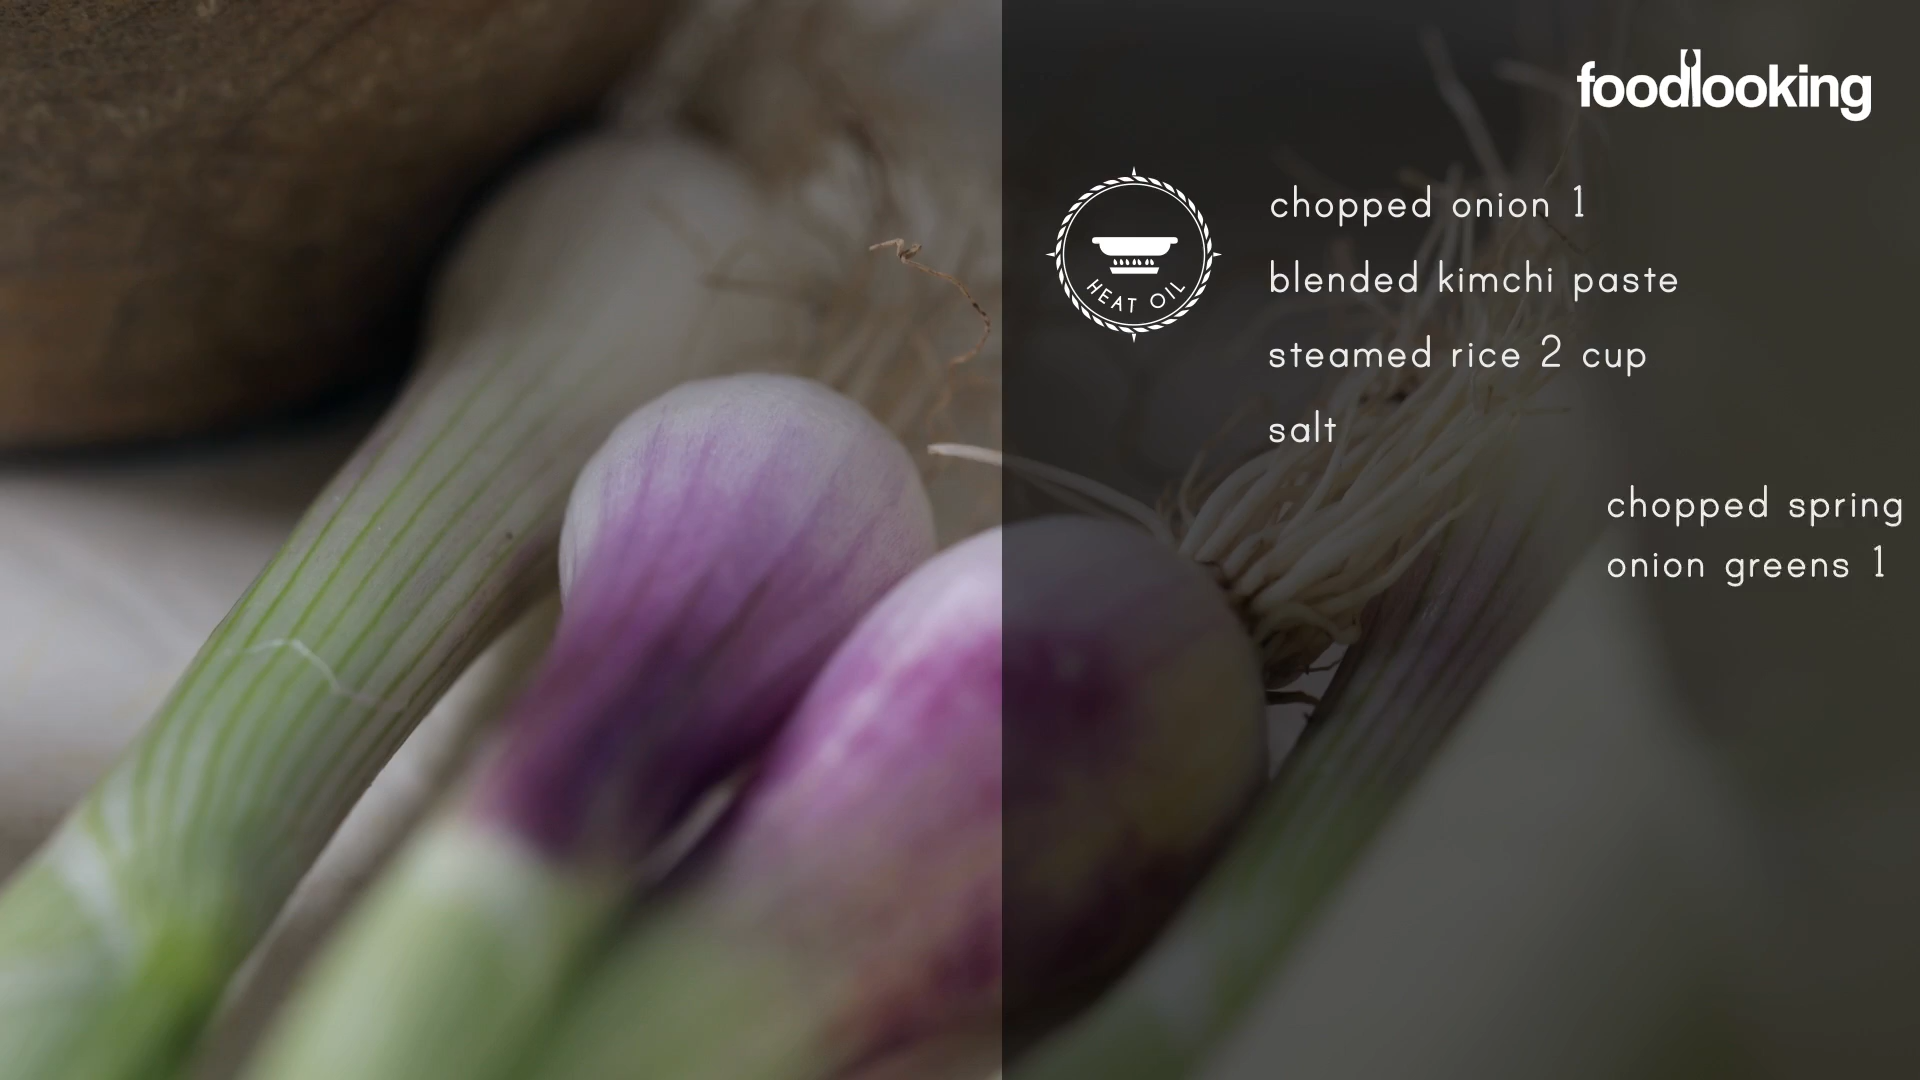 foodlooking
HEAT OIL
chopped onion 1
blended kimchi paste
steamed rice 2 cup
salt
chopped spring
onion greens 1